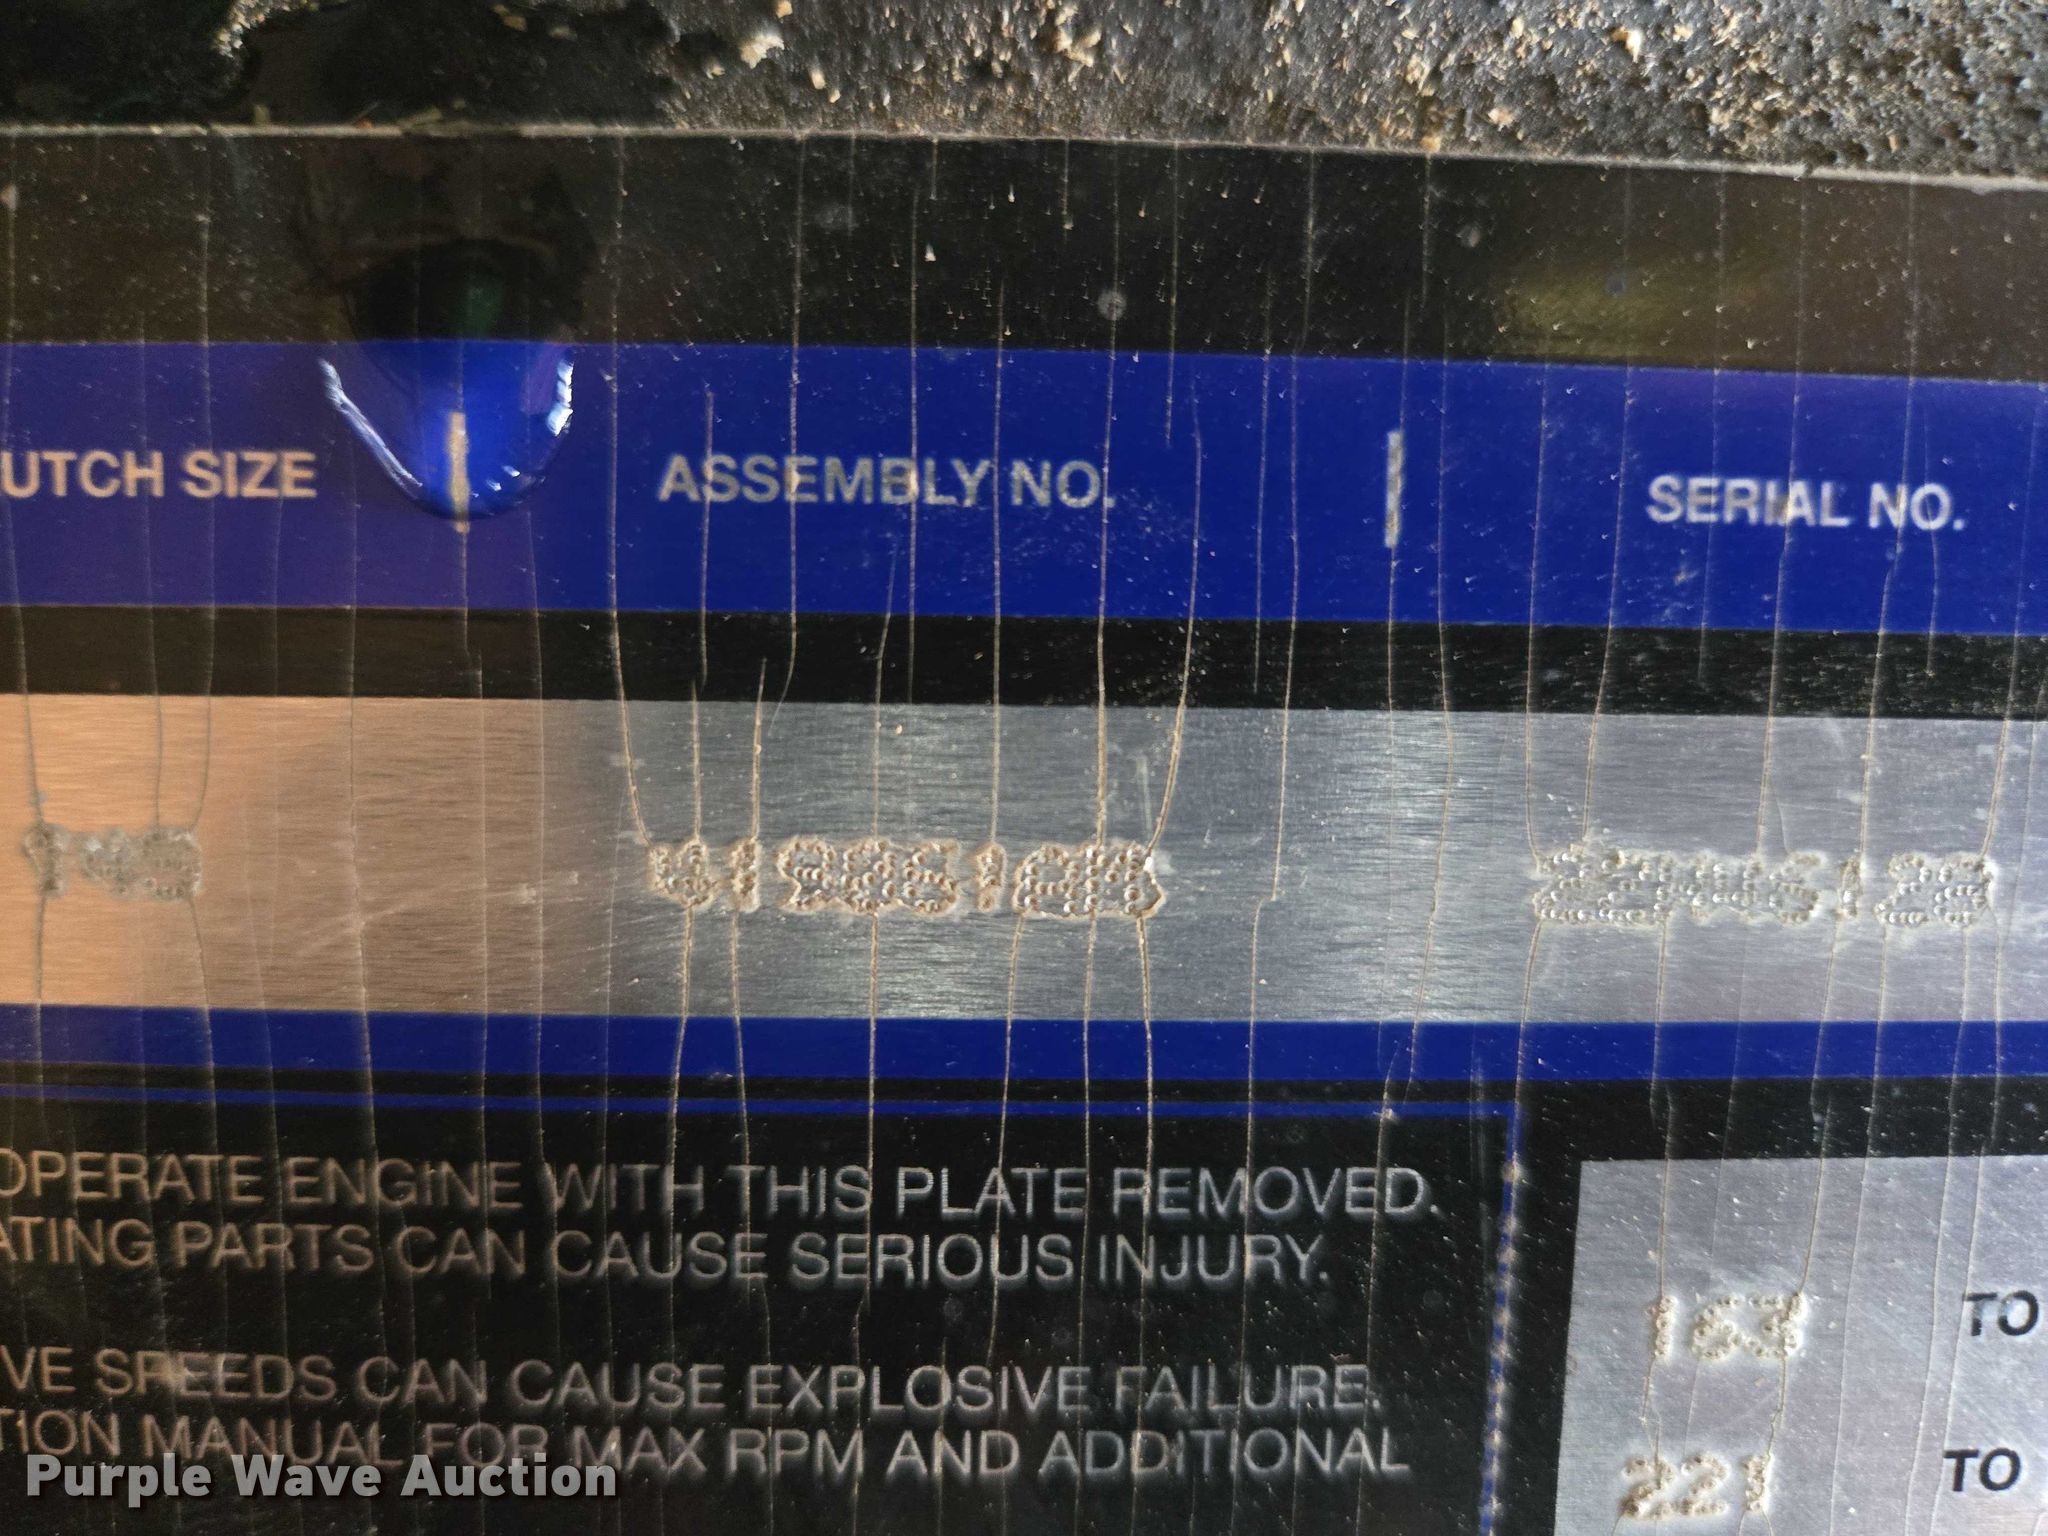 UTCH SIZE | ASSEMBLY NO. | SERIAL NO.
OPERATE ENGINE WITH THIS PLATE REMOVED.
ATING PARTS CAN CAUSE SERIOUS INJURY.
TO
VE SPEEDS CAN CAUSE EXPLOSIVE FAILURE.
TION MANUAL FOR MAX RPM AND ADDITIONAL
221 TO
Purple Wave Auction